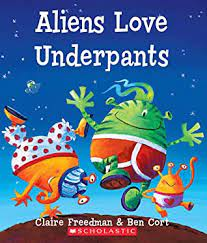 Aliens Love
Underpants
Claire Freedman & Ben Cort
SCHOLASTIC